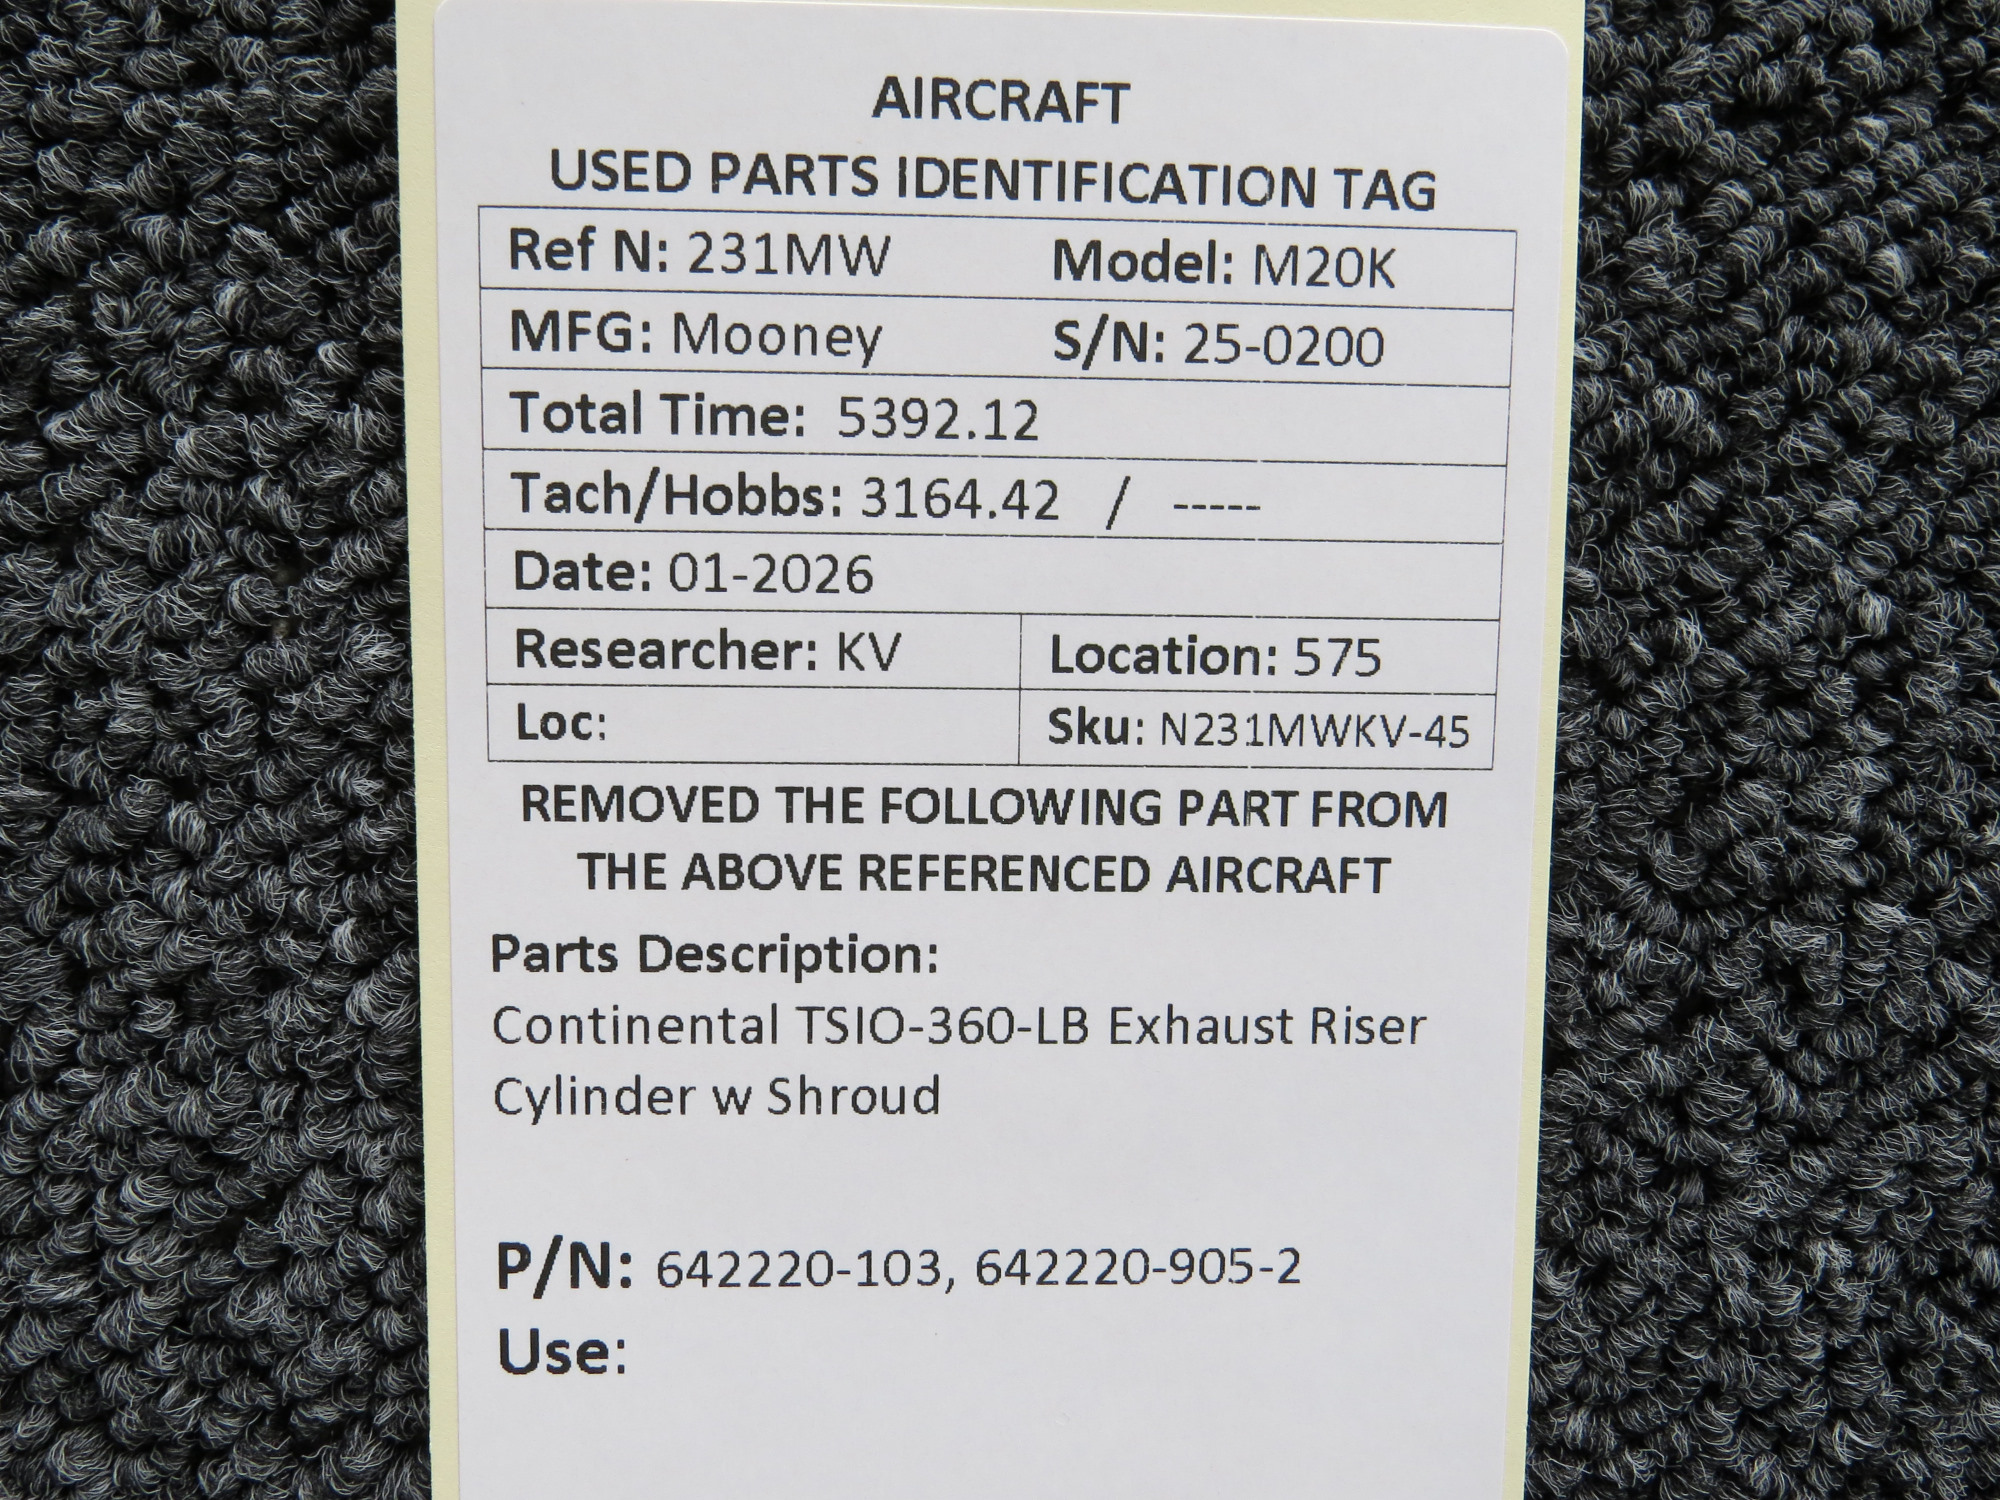 AIRCRAFT
USED PARTS IDENTIFICATION TAG
Ref N: 231MW Model: M20K
MFG: Mooney S/N: 25-0200
Total Time: 5392.12
Tach/Hobbs: 3164.42 / -----
Date: 01-2026
Researcher: KV Location: 575
Loc: Sku: N231MWKV-45
REMOVED THE FOLLOWING PART FROM
THE ABOVE REFERENCED AIRCRAFT
Parts Description:
Continental TSIO-360-LB Exhaust Riser
Cylinder w Shroud
P/N: 642220-103, 642220-905-2
Use: